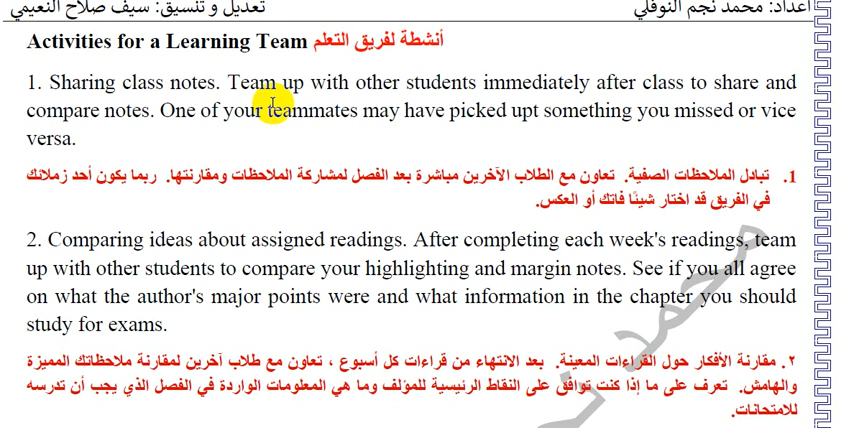 اعداد: محمد نجم النوفلي
تعديل و تنسيق: سيف صلاح النعيمي
Activities for a Learning Team أنشطة لفريق التعلم
1. Sharing class notes. Team up with other students immediately after class to share and
compare notes. One of your teammates may have picked upt something you missed or vice
versa.
1. تبادل الملاحظات الصفية. تعاون مع الطلاب الآخرين مباشرة بعد الفصل لمشاركة الملاحظات ومقارنتها. ربما يكون أحد زملائك
في الفريق قد اختار شيئًا فاتك أو العكس.
2. Comparing ideas about assigned readings. After completing each week's readings, team
up with other students to compare your highlighting and margin notes. See if you all agree
on what the author's major points were and what information in the chapter you should
study for exams.
٢. مقارنة الأفكار حول القراءات المعينة. بعد الانتهاء من قراءات كل أسبوع ، تعاون مع طلاب آخرين لمقارنة ملاحظاتك المميزة
والهامش. تعرف على ما إذا كنت توافق على النقاط الرئيسية للمؤلف وما هي المعلومات الواردة في الفصل الذي يجب أن تدرسه
للامتحانات.
محمد نج